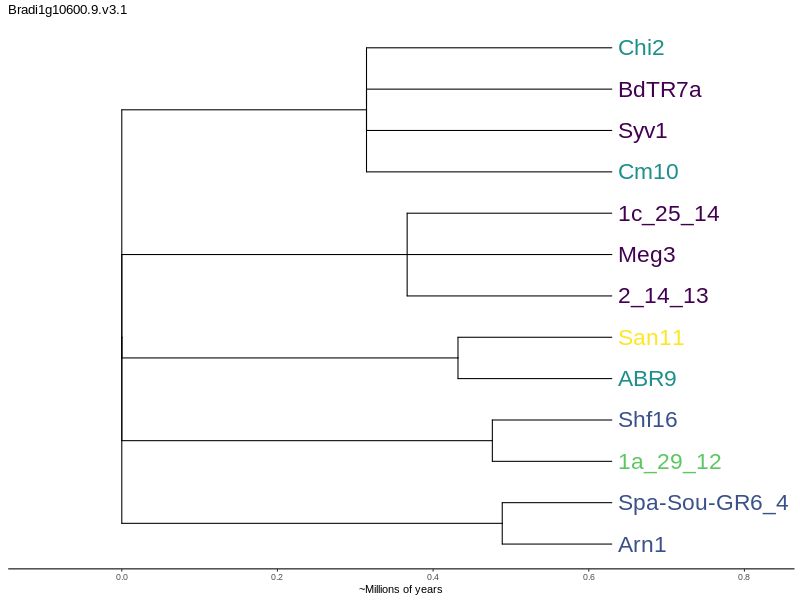 Bradi1g10600.9.v3.1
Chi2
BdTR7a
Syv1
Cm10
1c_25_14
Meg3
2_14_13
San11
ABR9
Shf16
1a_29_12
Spa-Sou-GR6_4
Arn1
0.0 0.2 0.4 0.6 0.8
~Millions of years